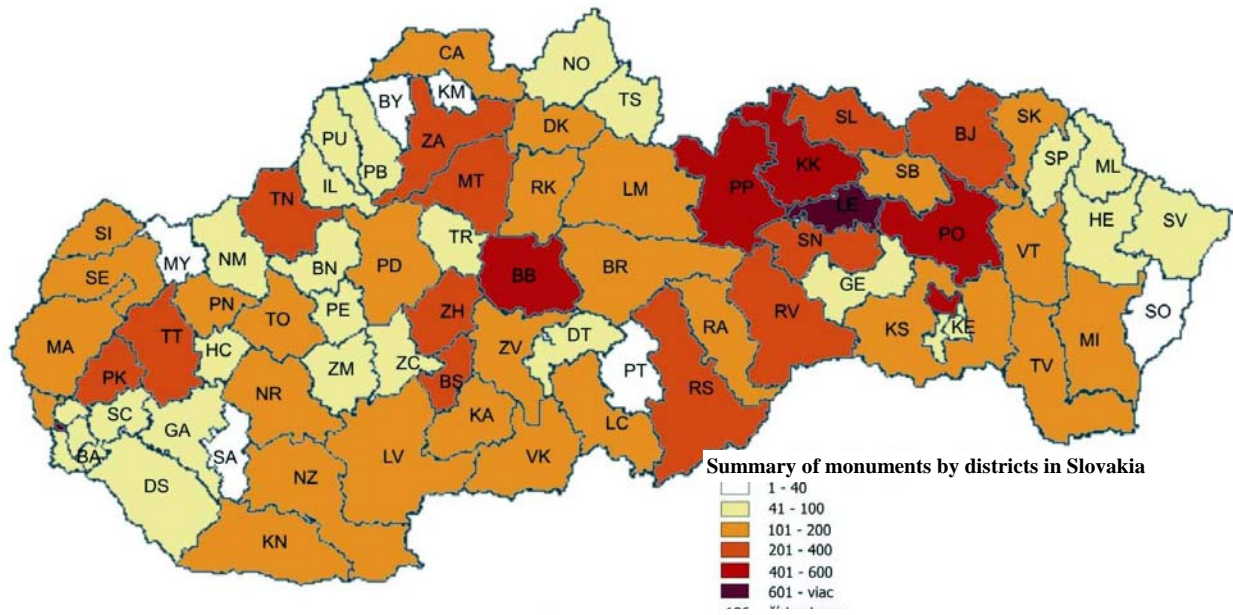 CA
NO
BY
KM
TS
PU
ZA
DK
SL
BJ
SK
PB
IL
MT
RK
LM
PP
KK
SB
SP
ML
TN
LE
HE
SV
SI
MY
NM
TR
SN
PO
SE
BN
PD
BB
BR
VT
PN
TO
PE
ZH
GE
MA
TT
HC
ZM
ZC
ZV
DT
RA
RV
KS
KE
SO
PK
BS
PT
TV
MI
SC
NR
KA
RS
GA
LC
BA
SA
LV
VK
DS
NZ
KN
Summary of monuments by districts in Slovakia
1 - 40
41 - 100
101 - 200
201 - 400
401 - 600
601 - viac